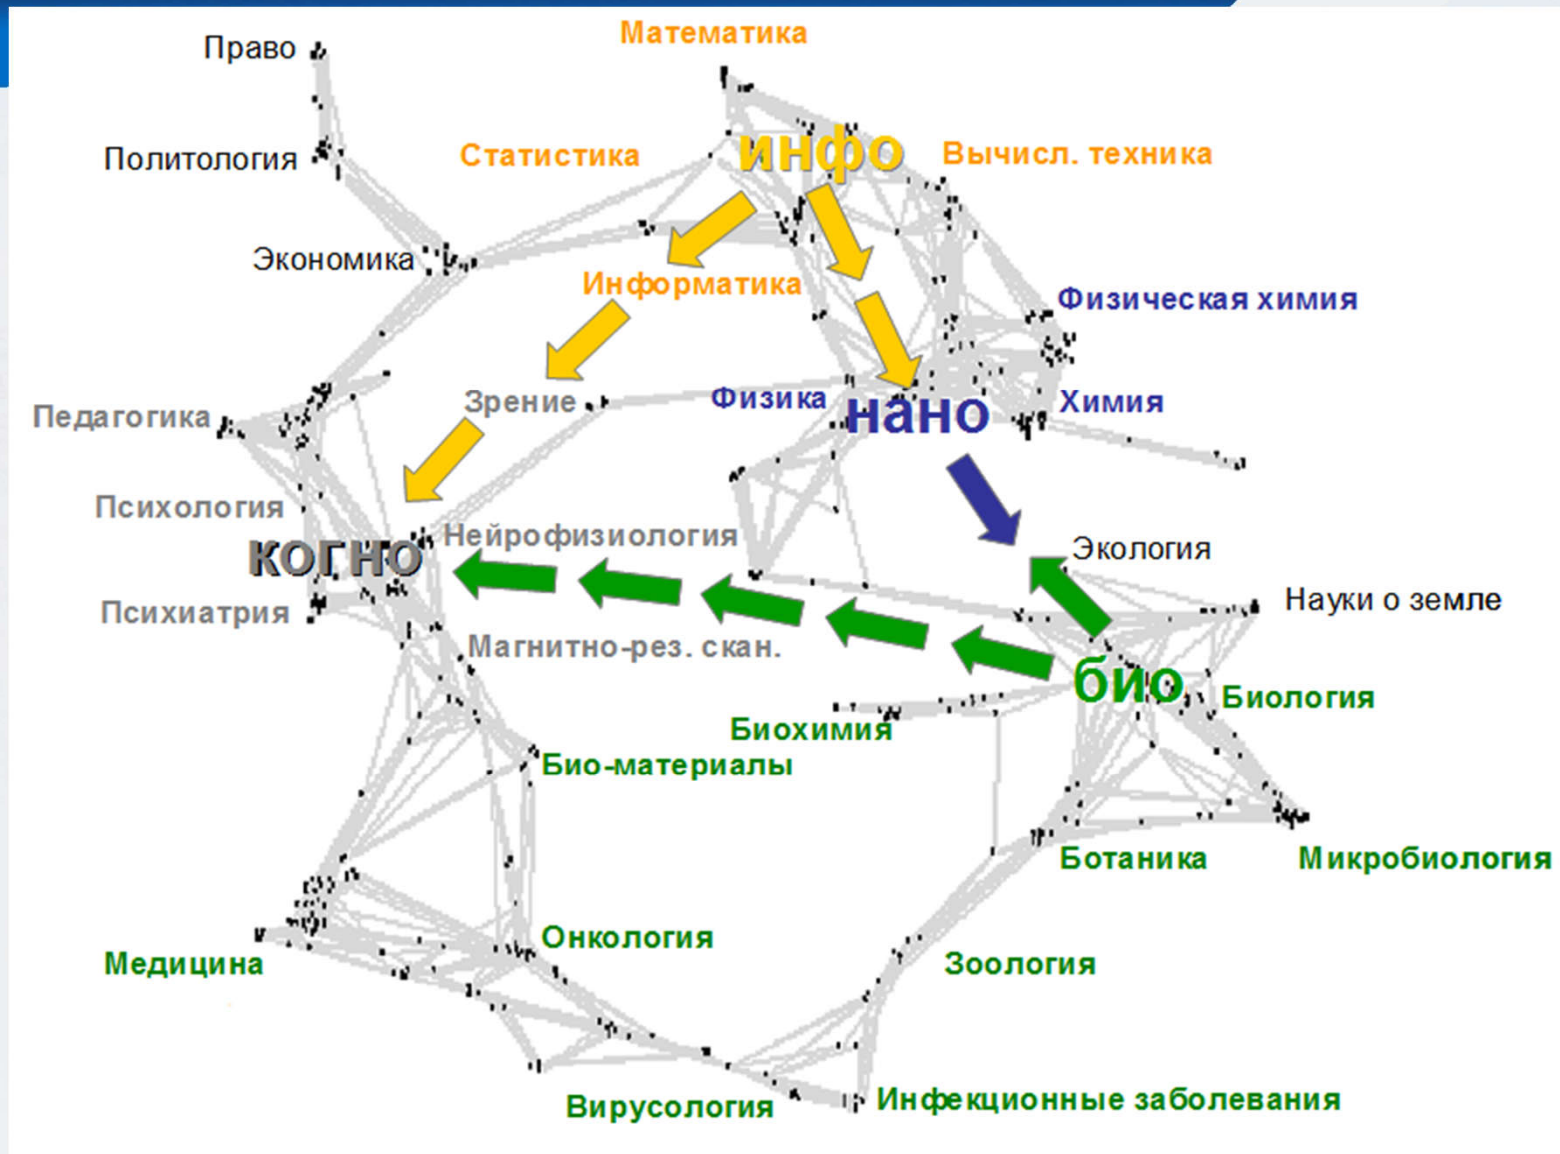 Математика
Право
инфо
Вычисл. техника
Статистика
Политология
Экономика
Информатика
Физическая химия
Физика
Зрение
нано
Химия
Педагогика
Психология
Нейрофизиология
Экология
когно
Науки о земле
Психиатрия
Магнитно-рез. скан.
био
Биология
Биохимия
Био-материалы
Ботаника
Микробиология
Онкология
Медицина
Зоология
Вирусология
Инфекционные заболевания